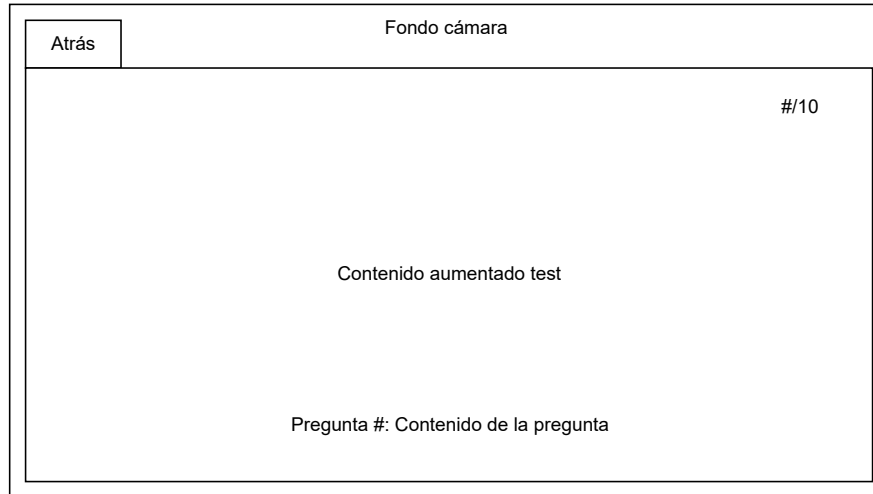 Fondo cámara
Atrás
#/10
Contenido aumentado test
Pregunta #: Contenido de la pregunta